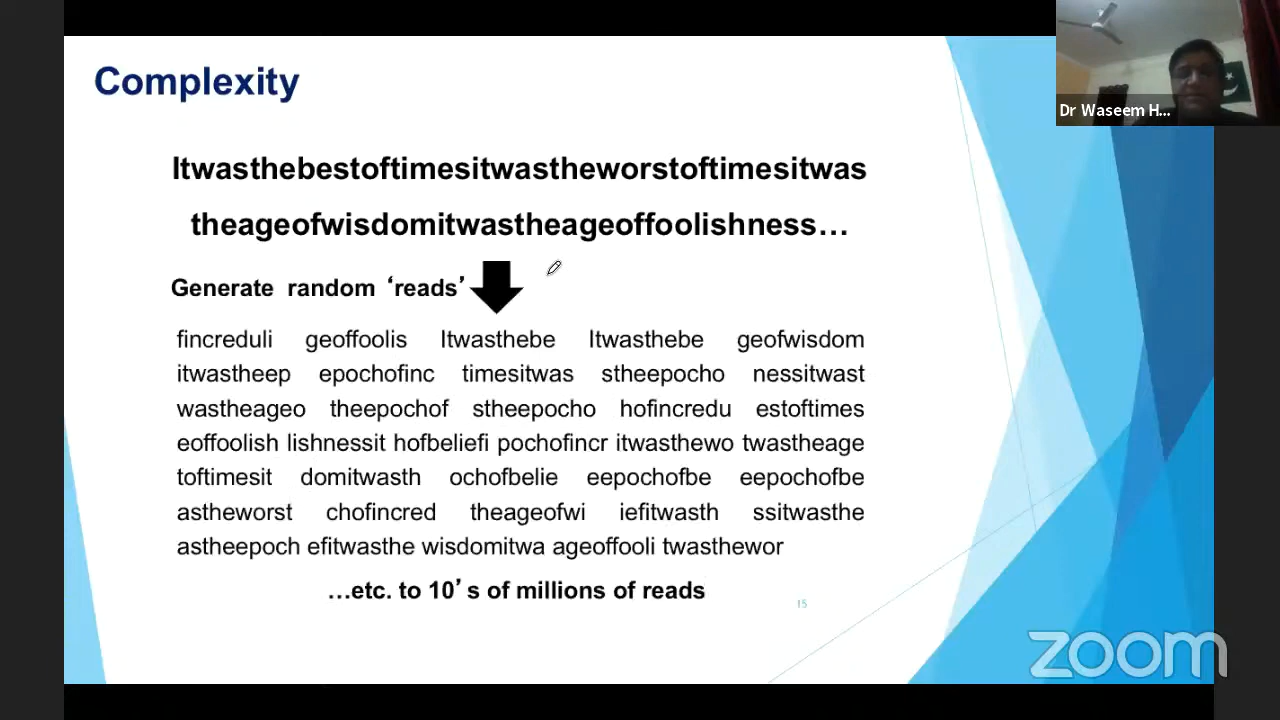 Complexity
Dr Waseem H...
Itwasthebestoftimesitwastheworstoftimesitwas
theageofwisdomitwastheageoffoolishness…
Generate random ‘reads’
fincreduli geoffoolis Itwasthebe Itwasthebe geofwisdom
itwastheep epochofinc timesitwas stheepocho nessitwast
wastheageo theepochof stheepocho hofincredu estoftimes
eoffoolish lishnessit hofbeliefi pochofincr itwasthewo twastheage
toftimesit domitwasth ochofbelie eepochofbe eepochofbe
astheworst chofincred theageofwi iefitwasth ssitwasthe
astheepoch efitwasthe wisdomitwa ageoffooli twasthewor
…etc. to 10’s of millions of reads
15
zoom